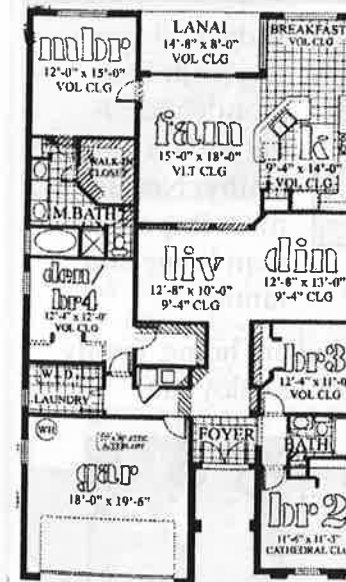 mbr
12'-0" x 15'-0"
VOL CLG
LANAI
14'-8" x 8'-0"
VOL CLG
BREAKFAST
VOL CLG
fam
15'-0" x 18'-0"
VLT CLG
k
9'-4" x 14'-0"
VOL CLG
WALK-IN
CLOSET
M.BATH
liv
12'-8" x 10'-0"
9'-4" CLG
din
12'-8" x 13'-0"
9'-4" CLG
den/
br4
12'-4" x 12'-0"
VOL CLG
br3
12'-4" x 11'-0"
VOL CLG
W D
LAUNDRY
WH
FOYER
BATH
gar
18'-0" x 19'-6"
br2
11'-6" x 11'-3"
CATHEDRAL CLG